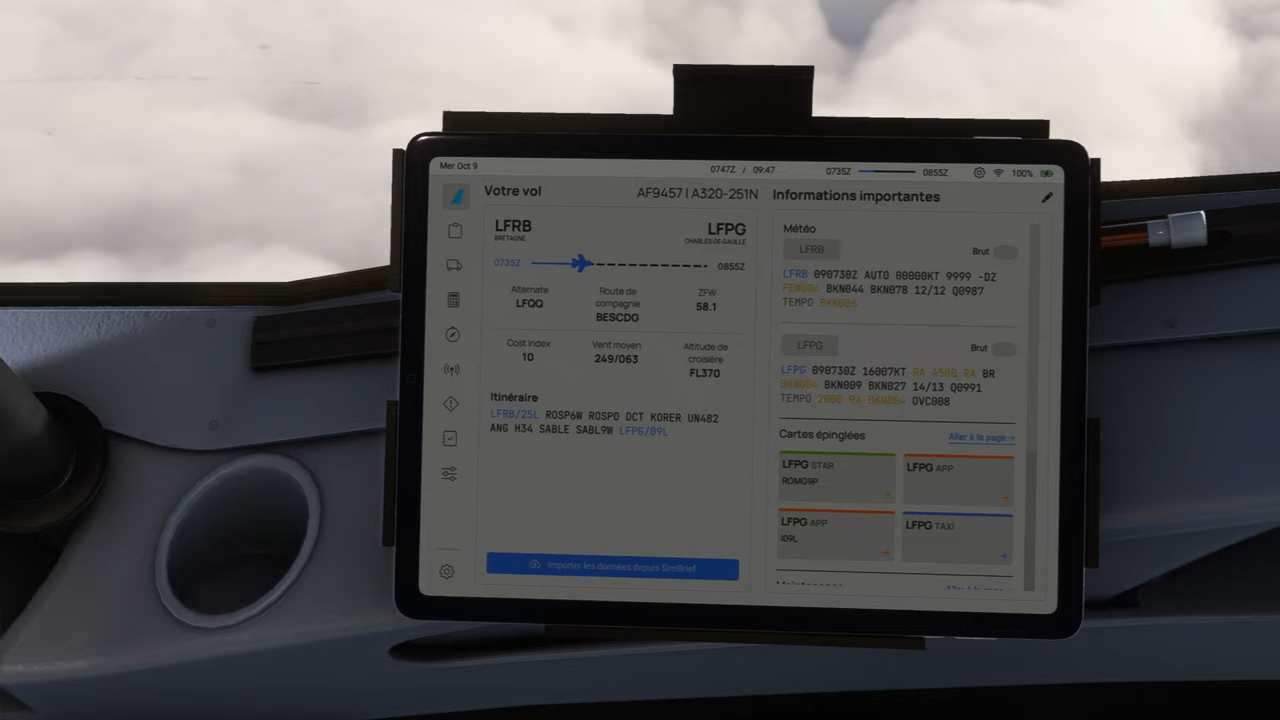 Mer Oct 9
0747Z / 09:47
0735Z 0855Z
100%
Votre vol
AF9457 | A320-251N
LFRB
BRETAGNE
LFPG
CHARLES-DE-GAULLE
0735Z
0855Z
Alternate
LFQQ
Route de
compagnie
BESCDG
ZFW
58.1
Cost Index
10
Vent moyen
249/063
Altitude de
croisière
FL370
Itinéraire
LFRB/25L ROSP6W ROSPO DCT KORER UN482
ANG H34 SABLE SABL9W LFPG/09L
Importer les données depuis SimBrief
Informations importantes
Météo
LFRB
Brut
LFRB 090730Z AUTO 00000KT 9999 -DZ
FEW006 BKN044 BKN078 12/12 Q0987
TEMPO BKN006
LFPG
Brut
LFPG 090730Z 16007KT RA 4500 RA BR
BKN004 BKN009 BKN027 14/13 Q0991
TEMPO 2000 RA BKN004 OVC008
Cartes épinglées
Aller à la page
LFPG STAR
ROMG9P
LFPG APP
LFPG APP
I09L
LFPG TAXI